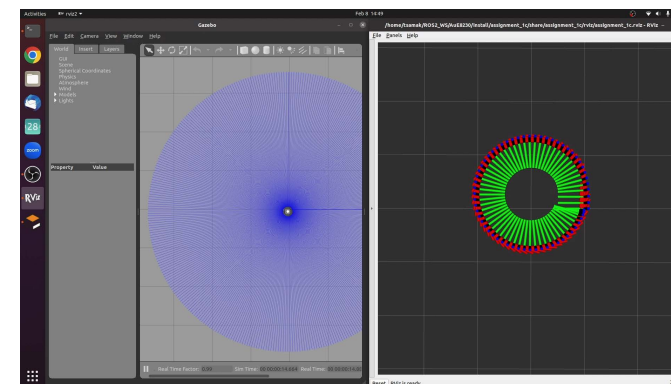 Activities
rviz2
Feb 8 14:49
Gazebo
File Edit Camera View Window Help
World Insert Layers
GUI
Scene
Spherical Coordinates
Physics
Atmosphere
Wind
Models
Lights
Property Value
Real Time Factor: 0.99 Sim Time: Real Time:
/home/tsamak/ROS2_WS/AuE8230/install/assignment_1c/share/assignment_1c/rviz/assignment_1c.rviz - RViz
File Panels Help
Reset RViz is ready.
28
zoom
RViz